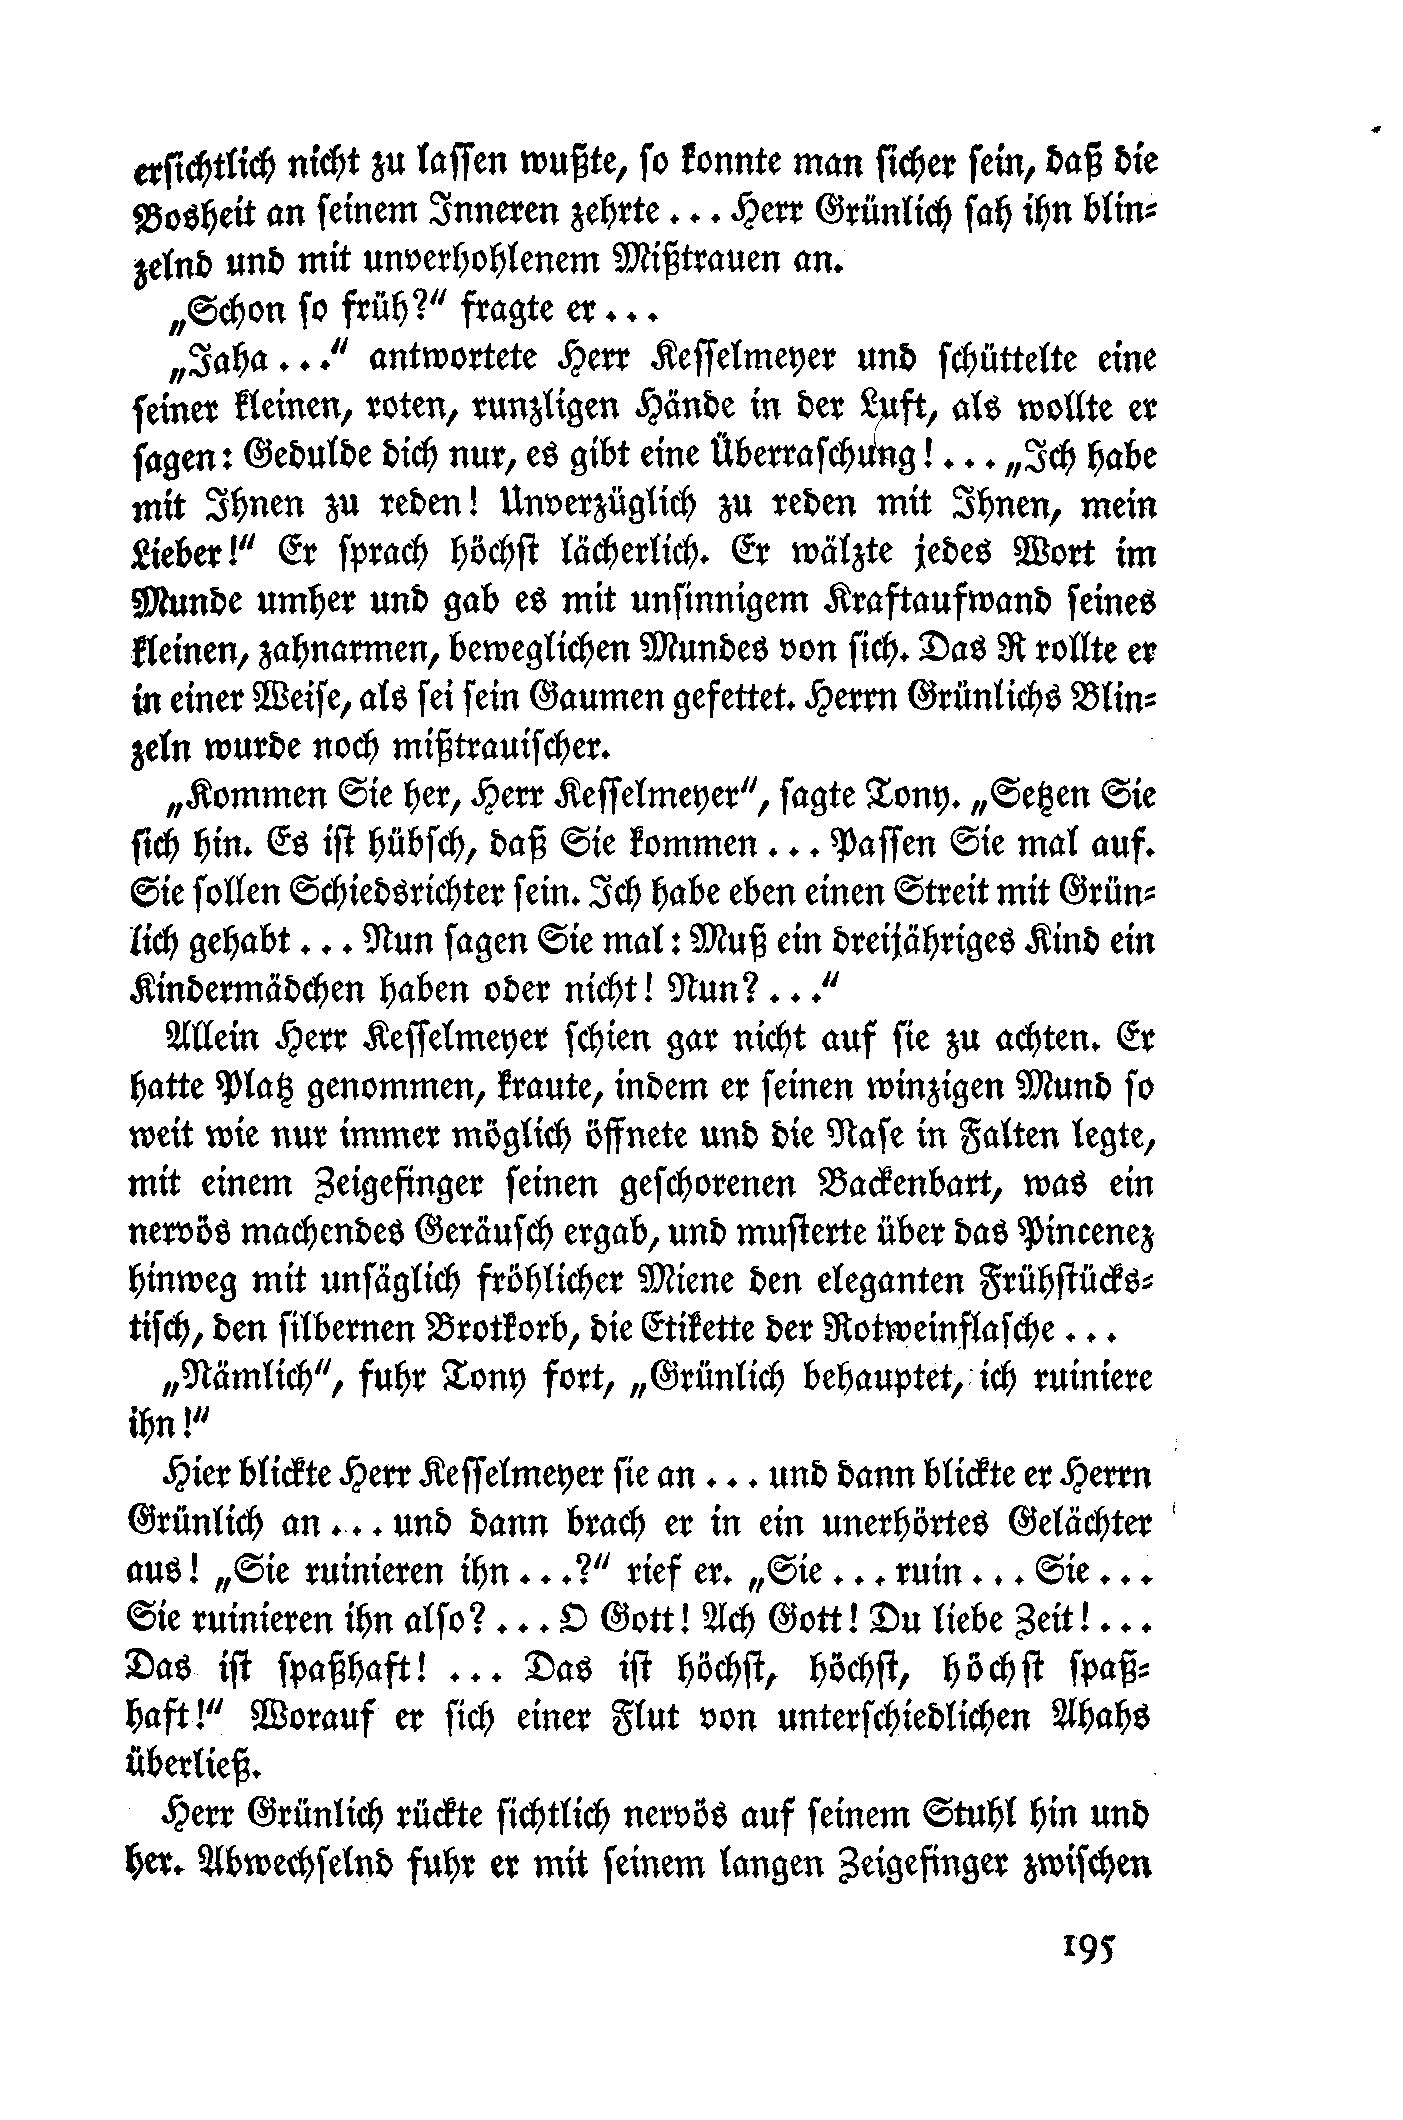 ersichtlich nicht zu lassen wußte, so konnte man sicher sein, daß die
Bosheit an seinem Inneren zehrte... Herr Grünlich sah ihn blin-
zelnd und mit unverhohlenem Mißtrauen an.
„Schon so früh?“ fragte er...
„Jaha...“ antwortete Herr Kesselmeyer und schüttelte eine
seiner kleinen, roten, runzligen Hände in der Luft, als wollte er
sagen: Gedulde dich nur, es gibt eine Überraschung!... „Ich habe
mit Ihnen zu reden! Unverzüglich zu reden mit Ihnen, mein
Lieber!“ Er sprach höchst lächerlich. Er wälzte jedes Wort im
Munde umher und gab es mit unsinnigem Kraftaufwand seines
kleinen, zahnarmen, beweglichen Mundes von sich. Das R rollte er
in einer Weise, als sei sein Gaumen gefettet. Herrn Grünlichs Blin-
zeln wurde noch mißtrauischer.
„Kommen Sie her, Herr Kesselmeyer“, sagte Tony. „Setzen Sie
sich hin. Es ist hübsch, daß Sie kommen... Passen Sie mal auf.
Sie sollen Schiedsrichter sein. Ich habe eben einen Streit mit Grün-
lich gehabt... Nun sagen Sie mal: Muß ein dreijähriges Kind ein
Kindermädchen haben oder nicht! Nun?...“
Allein Herr Kesselmeyer schien gar nicht auf sie zu achten. Er
hatte Platz genommen, kraute, indem er seinen winzigen Mund so
weit wie nur immer möglich öffnete und die Nase in Falten legte,
mit einem Zeigefinger seinen geschorenen Backenbart, was ein
nervös machendes Geräusch ergab, und musterte über das Pincenez
hinweg mit unsäglich fröhlicher Miene den eleganten Frühstücks-
tisch, den silbernen Brotkorb, die Etikette der Rotweinflasche...
„Nämlich“, fuhr Tony fort, „Grünlich behauptet, ich ruiniere
ihn!“
Hier blickte Herr Kesselmeyer sie an... und dann blickte er Herrn
Grünlich an... und dann brach er in ein unerhörtes Gelächter
aus! „Sie ruinieren ihn...?“ rief er. „Sie... ruin... Sie...
Sie ruinieren ihn also?... O Gott! Ach Gott! Du liebe Zeit!...
Das ist spaßhaft! ... Das ist höchst, höchst, höchst spaß-
haft!“ Worauf er sich einer Flut von unterschiedlichen Ahahs
überließ.
Herr Grünlich rückte sichtlich nervös auf seinem Stuhl hin und
her. Abwechselnd fuhr er mit seinem langen Zeigefinger zwischen
195